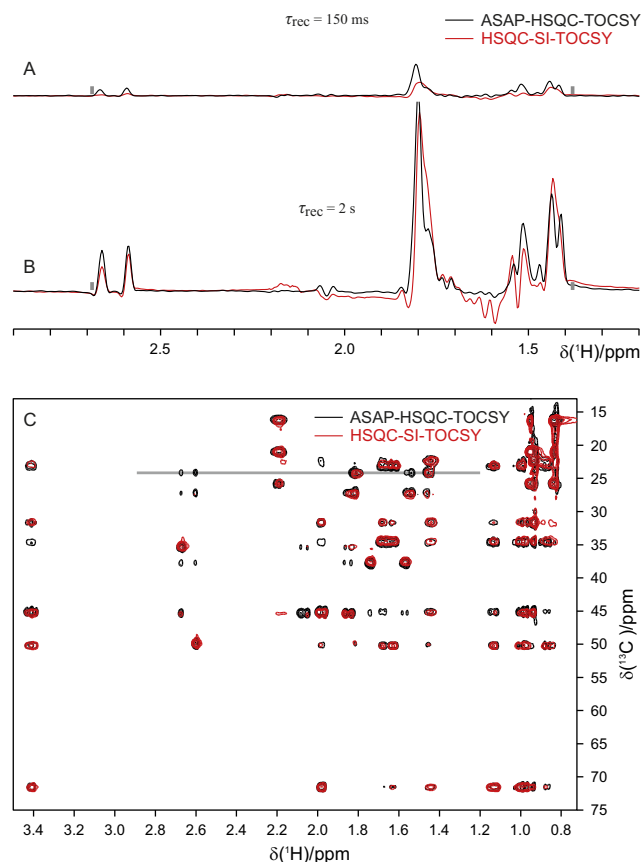 τrec = 150 ms
ASAP-HSQC-TOCSY
HSQC-SI-TOCSY
A
τrec = 2 s
B
2.5 2.0 1.5
δ(¹H)/ppm
C
ASAP-HSQC-TOCSY
HSQC-SI-TOCSY
15
20
25
30
35
40
45
50
55
60
65
70
75
δ(¹³C)/ppm
3.4 3.2 3.0 2.8 2.6 2.4 2.2 2.0 1.8 1.6 1.4 1.2 1.0 0.8
δ(¹H)/ppm